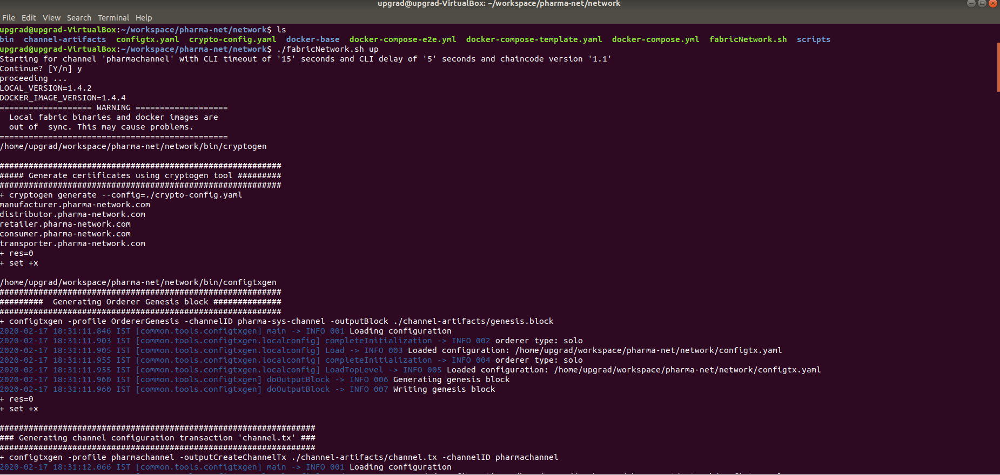 upgrad@upgrad-VirtualBox: ~/workspace/pharma-net/network
File Edit View Search Terminal Help
upgrad@upgrad-VirtualBox:~/workspace/pharma-net/network$ ls
bin channel-artifacts configtx.yaml crypto-config.yaml docker-base docker-compose-e2e.yml docker-compose-template.yaml docker-compose.yml fabricNetwork.sh scripts
upgrad@upgrad-VirtualBox:~/workspace/pharma-net/network$ ./fabricNetwork.sh up
Starting for channel 'pharmachannel' with CLI timeout of '15' seconds and CLI delay of '5' seconds and chaincode version '1.1'
Continue? [Y/n] y
proceeding ...
LOCAL_VERSION=1.4.2
DOCKER_IMAGE_VERSION=1.4.4
=================== WARNING ===================
Local fabric binaries and docker images are
out of  sync. This may cause problems.
===============================================
/home/upgrad/workspace/pharma-net/network/bin/cryptogen
##########################################################
##### Generate certificates using cryptogen tool #########
##########################################################
+ cryptogen generate --config=./crypto-config.yaml
manufacturer.pharma-network.com
distributor.pharma-network.com
retailer.pharma-network.com
consumer.pharma-network.com
transporter.pharma-network.com
+ res=0
+ set +x
/home/upgrad/workspace/pharma-net/network/bin/configtxgen
##########################################################
#########  Generating Orderer Genesis block ##############
##########################################################
+ configtxgen -profile OrdererGenesis -channelID pharma-sys-channel -outputBlock ./channel-artifacts/genesis.block
2020-02-17 18:31:11.846 IST [common.tools.configtxgen] main -> INFO 001 Loading configuration
2020-02-17 18:31:11.903 IST [common.tools.configtxgen.localconfig] completeInitialization -> INFO 002 orderer type: solo
2020-02-17 18:31:11.905 IST [common.tools.configtxgen.localconfig] Load -> INFO 003 Loaded configuration: /home/upgrad/workspace/pharma-net/network/configtx.yaml
2020-02-17 18:31:11.955 IST [common.tools.configtxgen.localconfig] completeInitialization -> INFO 004 orderer type: solo
2020-02-17 18:31:11.955 IST [common.tools.configtxgen.localconfig] LoadTopLevel -> INFO 005 Loaded configuration: /home/upgrad/workspace/pharma-net/network/configtx.yaml
2020-02-17 18:31:11.960 IST [common.tools.configtxgen] doOutputBlock -> INFO 006 Generating genesis block
2020-02-17 18:31:11.960 IST [common.tools.configtxgen] doOutputBlock -> INFO 007 Writing genesis block
+ res=0
+ set +x
#################################################################
### Generating channel configuration transaction 'channel.tx' ###
#################################################################
+ configtxgen -profile pharmachannel -outputCreateChannelTx ./channel-artifacts/channel.tx -channelID pharmachannel
2020-02-17 18:31:12.066 IST [common.tools.configtxgen] main -> INFO 001 Loading configuration